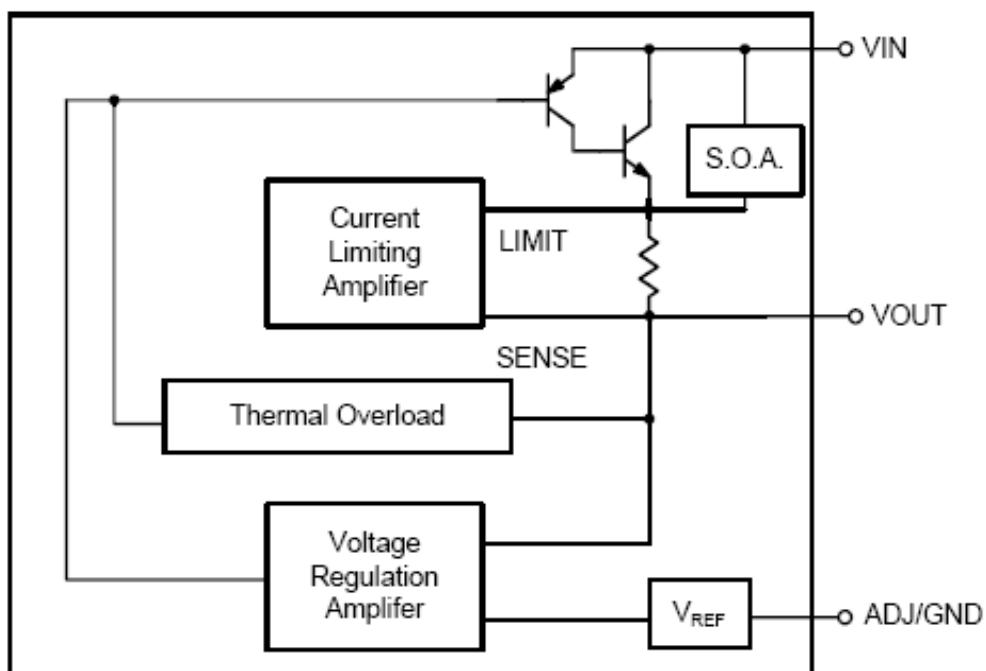 VIN
S.O.A.
Current
Limiting
Amplifier
LIMIT
VOUT
SENSE
Thermal Overload
Voltage
Regulation
Amplifer
VREF
ADJ/GND